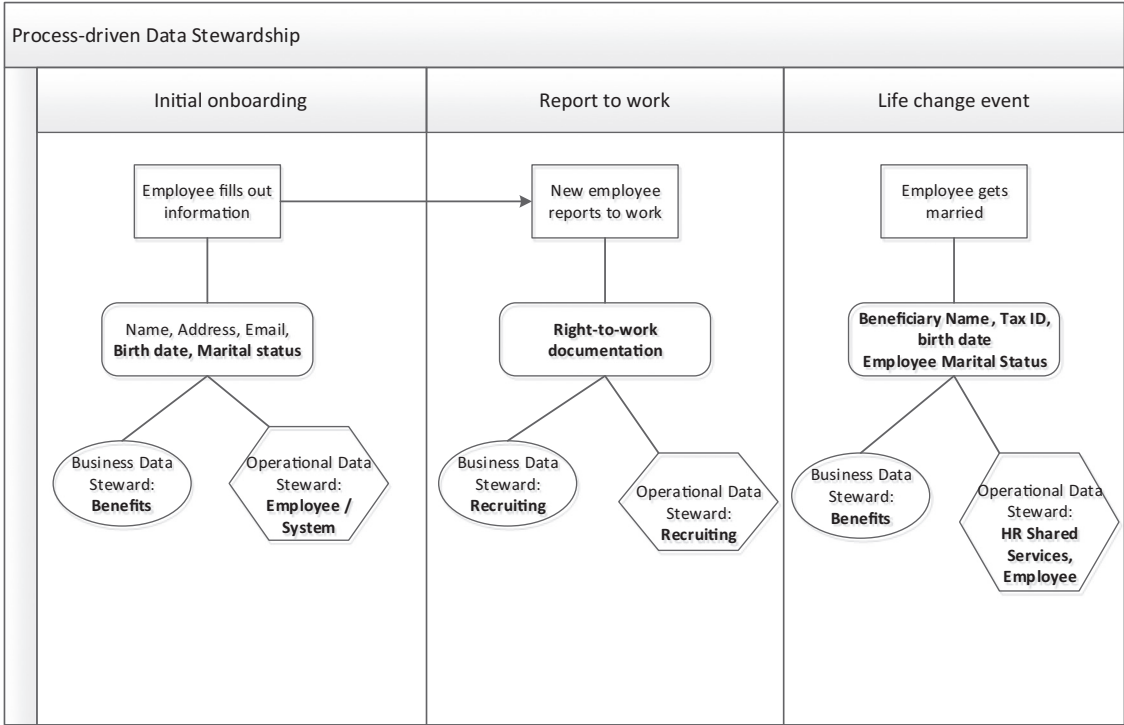 Process-driven Data Stewardship
Initial onboarding
Report to work
Life change event
Employee fills out
information
New employee
reports to work
Employee gets
married
Name, Address, Email,
Birth date, Marital status
Right-to-work
documentation
Beneficiary Name, Tax ID,
birth date
Employee Marital Status
Business Data
Steward:
Benefits
Operational Data
Steward:
Employee /
System
Business Data
Steward:
Recruiting
Operational Data
Steward:
Recruiting
Business Data
Steward:
Benefits
Operational Data
Steward:
HR Shared
Services,
Employee